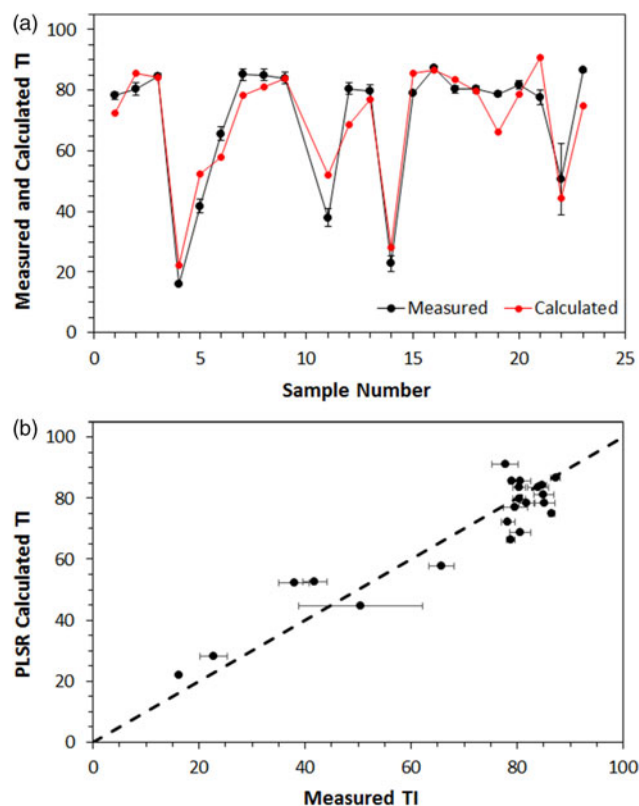 (a)
100
80
60
40
20
0
Measured and Calculated TI
Measured
Calculated
0 5 10 15 20 25
Sample Number
(b)
100
80
60
40
20
0
PLSR Calculated TI
0 20 40 60 80 100
Measured TI